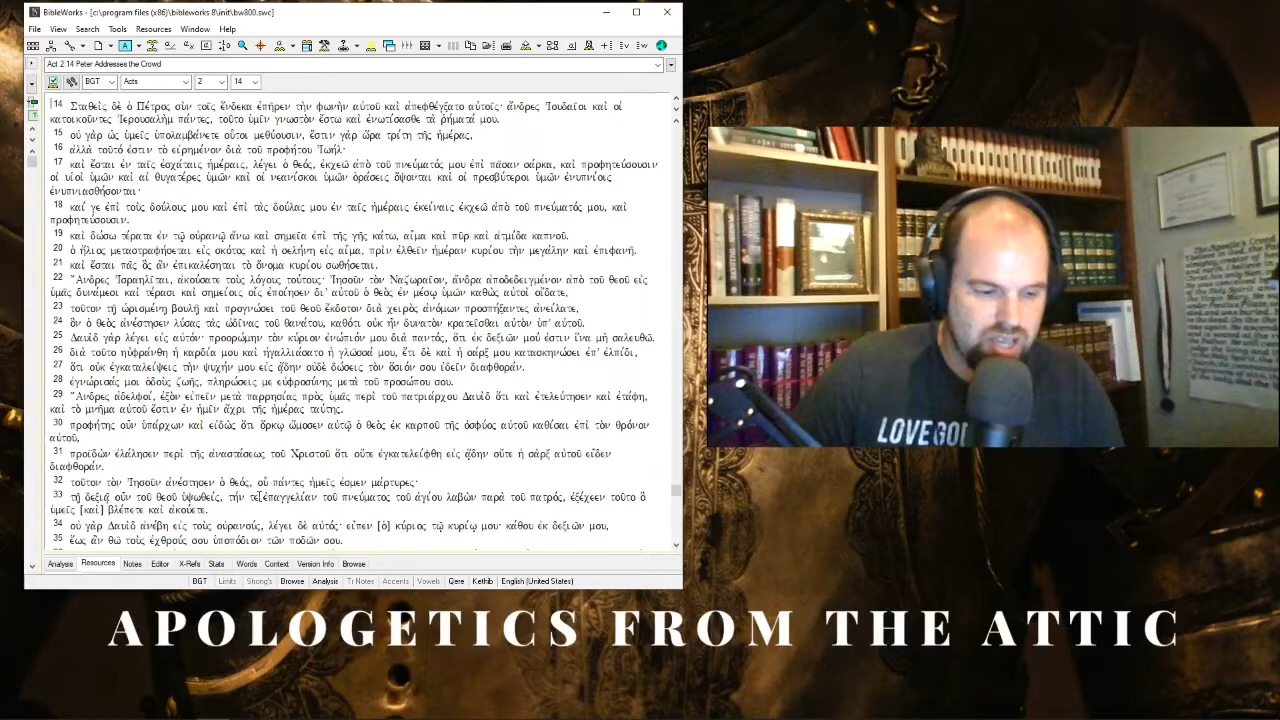 BibleWorks - [c:\program files (x86)\bibleworks 8\init\bw800.swc]
File View Search Tools Resources Window Help
Act 2:14 Peter Addresses the Crowd
BGT Acts 2 14
14 Σταθεὶς δὲ ὁ Πέτρος σὺν τοῖς ἕνδεκα ἐπῆρεν τὴν φωνὴν αὐτοῦ καὶ ἀπεφθέγξατο αὐτοῖς· ἄνδρες Ἰουδαῖοι καὶ οἱ
κατοικοῦντες Ἰερουσαλὴμ πάντες, τοῦτο ὑμῖν γνωστὸν ἔστω καὶ ἐνωτίσασθε τὰ ῥήματά μου.
15 οὐ γὰρ ὡς ὑμεῖς ὑπολαμβάνετε οὗτοι μεθύουσιν, ἔστιν γὰρ ὥρα τρίτη τῆς ἡμέρας,
16 ἀλλὰ τοῦτό ἐστιν τὸ εἰρημένον διὰ τοῦ προφήτου Ἰωήλ·
17 καὶ ἔσται ἐν ταῖς ἐσχάταις ἡμέραις, λέγει ὁ θεός, ἐκχεῶ ἀπὸ τοῦ πνεύματός μου ἐπὶ πᾶσαν σάρκα, καὶ προφητεύσουσιν
οἱ υἱοὶ ὑμῶν καὶ αἱ θυγατέρες ὑμῶν καὶ οἱ νεανίσκοι ὑμῶν ὁράσεις ὄψονται καὶ οἱ πρεσβύτεροι ὑμῶν ἐνυπνίοις
ἐνυπνιασθήσονται·
18 καί γε ἐπὶ τοὺς δούλους μου καὶ ἐπὶ τὰς δούλας μου ἐν ταῖς ἡμέραις ἐκείναις ἐκχεῶ ἀπὸ τοῦ πνεύματός μου, καὶ
προφητεύσουσιν.
19 καὶ δώσω τέρατα ἐν τῷ οὐρανῷ ἄνω καὶ σημεῖα ἐπὶ τῆς γῆς κάτω, αἷμα καὶ πῦρ καὶ ἀτμίδα καπνοῦ.
20 ὁ ἥλιος μεταστραφήσεται εἰς σκότος καὶ ἡ σελήνη εἰς αἷμα, πρὶν ἐλθεῖν ἡμέραν κυρίου τὴν μεγάλην καὶ ἐπιφανῆ.
21 καὶ ἔσται πᾶς ὃς ἂν ἐπικαλέσηται τὸ ὄνομα κυρίου σωθήσεται.
22 Ἄνδρες Ἰσραηλῖται, ἀκούσατε τοὺς λόγους τούτους· Ἰησοῦν τὸν Ναζωραῖον, ἄνδρα ἀποδεδειγμένον ἀπὸ τοῦ θεοῦ εἰς
ὑμᾶς δυνάμεσι καὶ τέρασι καὶ σημείοις οἷς ἐποίησεν δι' αὐτοῦ ὁ θεὸς ἐν μέσῳ ὑμῶν καθὼς αὐτοὶ οἴδατε,
23 τοῦτον τῇ ὡρισμένῃ βουλῇ καὶ προγνώσει τοῦ θεοῦ ἔκδοτον διὰ χειρὸς ἀνόμων προσπήξαντες ἀνείλατε,
24 ὃν ὁ θεὸς ἀνέστησεν λύσας τὰς ὠδῖνας τοῦ θανάτου, καθότι οὐκ ἦν δυνατὸν κρατεῖσθαι αὐτὸν ὑπ' αὐτοῦ.
25 Δαυὶδ γὰρ λέγει εἰς αὐτόν· προορώμην τὸν κύριον ἐνώπιόν μου διὰ παντός, ὅτι ἐκ δεξιῶν μού ἐστιν ἵνα μὴ σαλευθῶ.
26 διὰ τοῦτο ηὐφράνθη ἡ καρδία μου καὶ ἠγαλλιάσατο ἡ γλῶσσά μου, ἔτι δὲ καὶ ἡ σάρξ μου κατασκηνώσει ἐπ' ἐλπίδι,
27 ὅτι οὐκ ἐγκαταλείψεις τὴν ψυχήν μου εἰς ᾅδην οὐδὲ δώσεις τὸν ὅσιόν σου ἰδεῖν διαφθοράν.
28 ἐγνώρισάς μοι ὁδοὺς ζωῆς, πληρώσεις με εὐφροσύνης μετὰ τοῦ προσώπου σου.
29 Ἄνδρες ἀδελφοί, ἐξὸν εἰπεῖν μετὰ παρρησίας πρὸς ὑμᾶς περὶ τοῦ πατριάρχου Δαυὶδ ὅτι καὶ ἐτελεύτησεν καὶ ἐτάφη,
καὶ τὸ μνῆμα αὐτοῦ ἔστιν ἐν ἡμῖν ἄχρι τῆς ἡμέρας ταύτης.
30 προφήτης οὖν ὑπάρχων καὶ εἰδὼς ὅτι ὅρκῳ ὤμοσεν αὐτῷ ὁ θεὸς ἐκ καρποῦ τῆς ὀσφύος αὐτοῦ καθίσαι ἐπὶ τὸν θρόνον
αὐτοῦ,
31 προϊδὼν ἐλάλησεν περὶ τῆς ἀναστάσεως τοῦ Χριστοῦ ὅτι οὔτε ἐγκατελείφθη εἰς ᾅδην οὔτε ἡ σὰρξ αὐτοῦ εἶδεν
διαφθοράν.
32 τοῦτον τὸν Ἰησοῦν ἀνέστησεν ὁ θεός, οὗ πάντες ἡμεῖς ἐσμεν μάρτυρες·
33 τῇ δεξιᾷ οὖν τοῦ θεοῦ ὑψωθείς, τήν τε ἐπαγγελίαν τοῦ πνεύματος τοῦ ἁγίου λαβὼν παρὰ τοῦ πατρός, ἐξέχεεν τοῦτο ὃ
ὑμεῖς [καὶ] βλέπετε καὶ ἀκούετε.
34 οὐ γὰρ Δαυὶδ ἀνέβη εἰς τοὺς οὐρανούς, λέγει δὲ αὐτός· εἶπεν [ὁ] κύριος τῷ κυρίῳ μου· κάθου ἐκ δεξιῶν μου,
35 ἕως ἂν θῶ τοὺς ἐχθρούς σου ὑποπόδιον τῶν ποδῶν σου.
Analysis Resources Notes Editor X-Refs Stats Words Context Version Info Browse
BGT Limits Strong's Browse Analysis Tr Notes Accents Vowels Qere Kethib English (United States)
LOVE GOD
APOLOGETICS FROM THE ATTIC